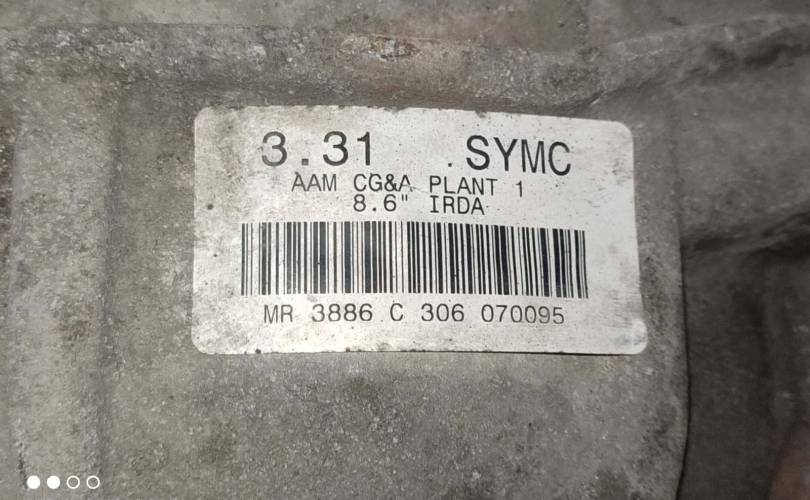 3.31 .SYMC
AAM CG&A PLANT 1
8.6" IRDA
MR 3886 C 306 070095